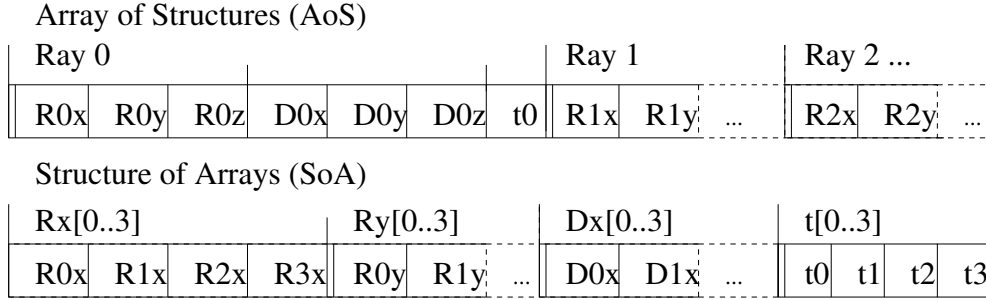 Array of Structures (AoS)
Ray 0 Ray 1 Ray 2 ...
R0x R0y R0z D0x D0y D0z t0 R1x R1y ... R2x R2y ...
Structure of Arrays (SoA)
Rx[0..3] Ry[0..3] Dx[0..3] t[0..3]
R0x R1x R2x R3x R0y R1y ... D0x D1x ... t0 t1 t2 t3